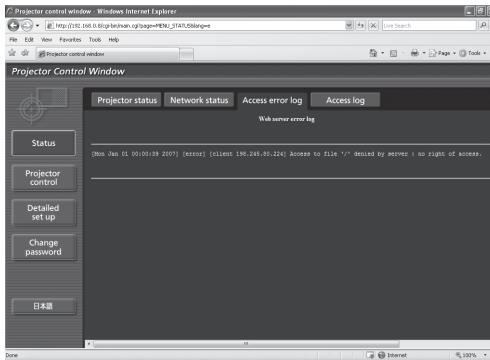 Projector control window - Windows Internet Explorer
http://192.168.0.8/cgi-bin/main.cgi?page=MENU_STATUS&lang=e
Live Search
File Edit View Favorites Tools Help
Projector control window
Page Tools
Projector Control Window
Projector status Network status Access error log Access log
Web server error log
Status
[Mon Jan 01 00:00:39 2007] [error] [client 198.245.80.224] Access to file '/' denied by server : no right of access.
Projector
control
Detailed
set up
Change
password
日本語
Done Internet 100%